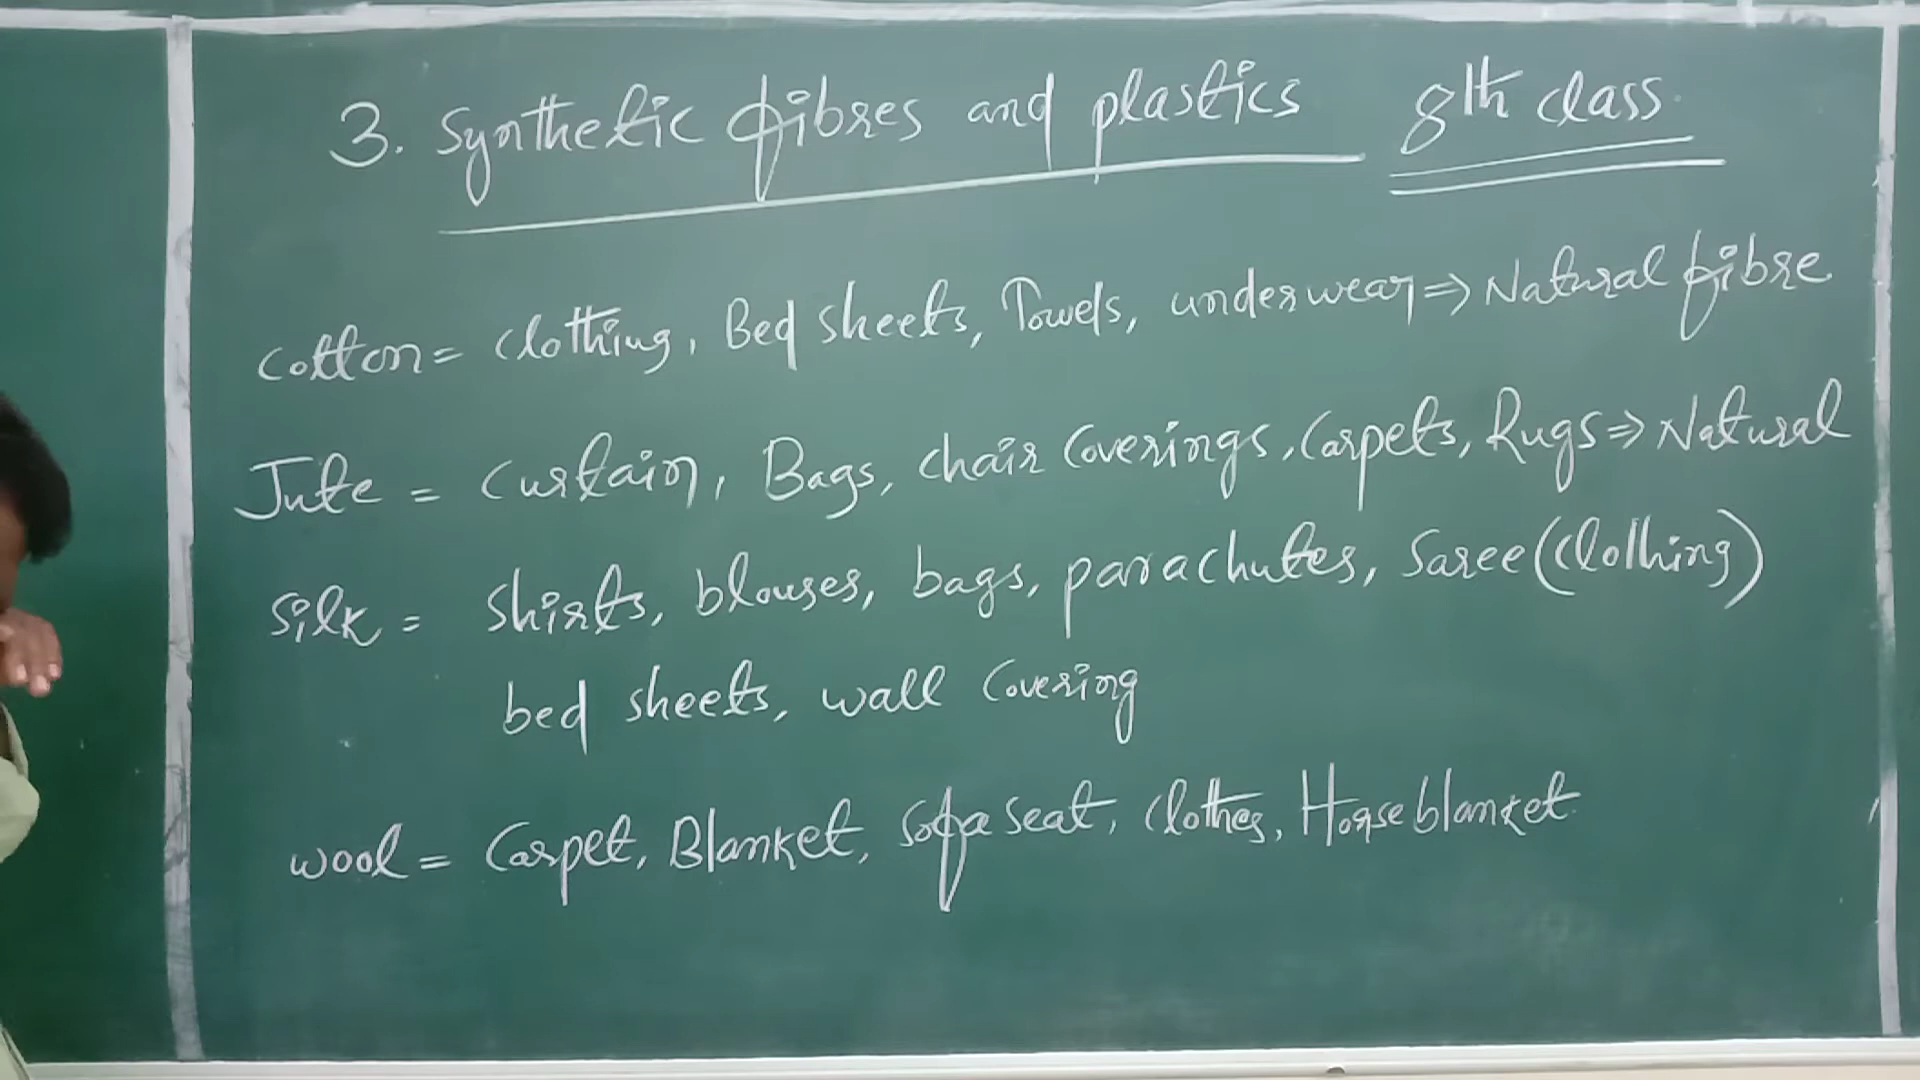 3. Synthetic fibres and plastics 8th class.
Cotton = Clothing, Bed sheets, Towels, underwear ⇒ Natural fibre
Jute = Curtain, Bags, chair Coverings, Carpets, Rugs ⇒ Natural
Silk = Shirts, blouses, bags, parachutes, Saree (Clothing)
bed sheets, wall Covering
wool = Carpet, Blanket, Sofa seat, Clothes, Horse blanket